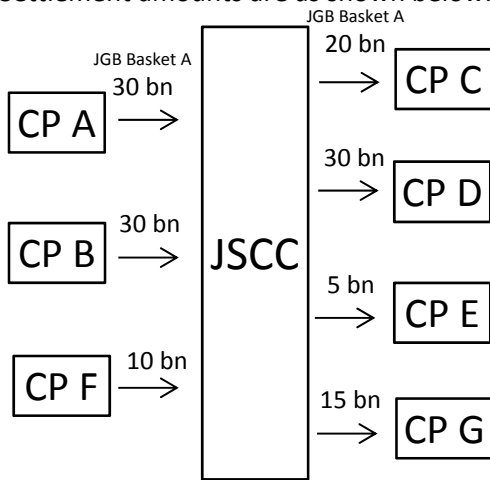 settlement amounts are as shown below
JGB Basket A
JGB Basket A
20 bn
CP C
30 bn
CP A
30 bn
CP D
30 bn
CP B
JSCC
5 bn
CP E
10 bn
CP F
15 bn
CP G